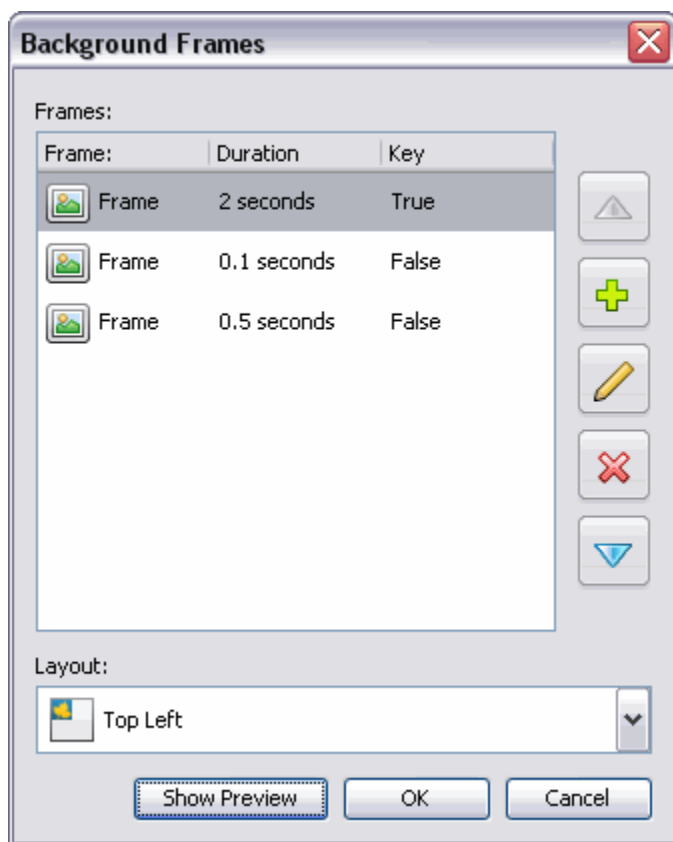 Background Frames
Frames:
Frame: Duration Key
Frame 2 seconds True
Frame 0.1 seconds False
Frame 0.5 seconds False
Layout:
Top Left
Show Preview OK Cancel